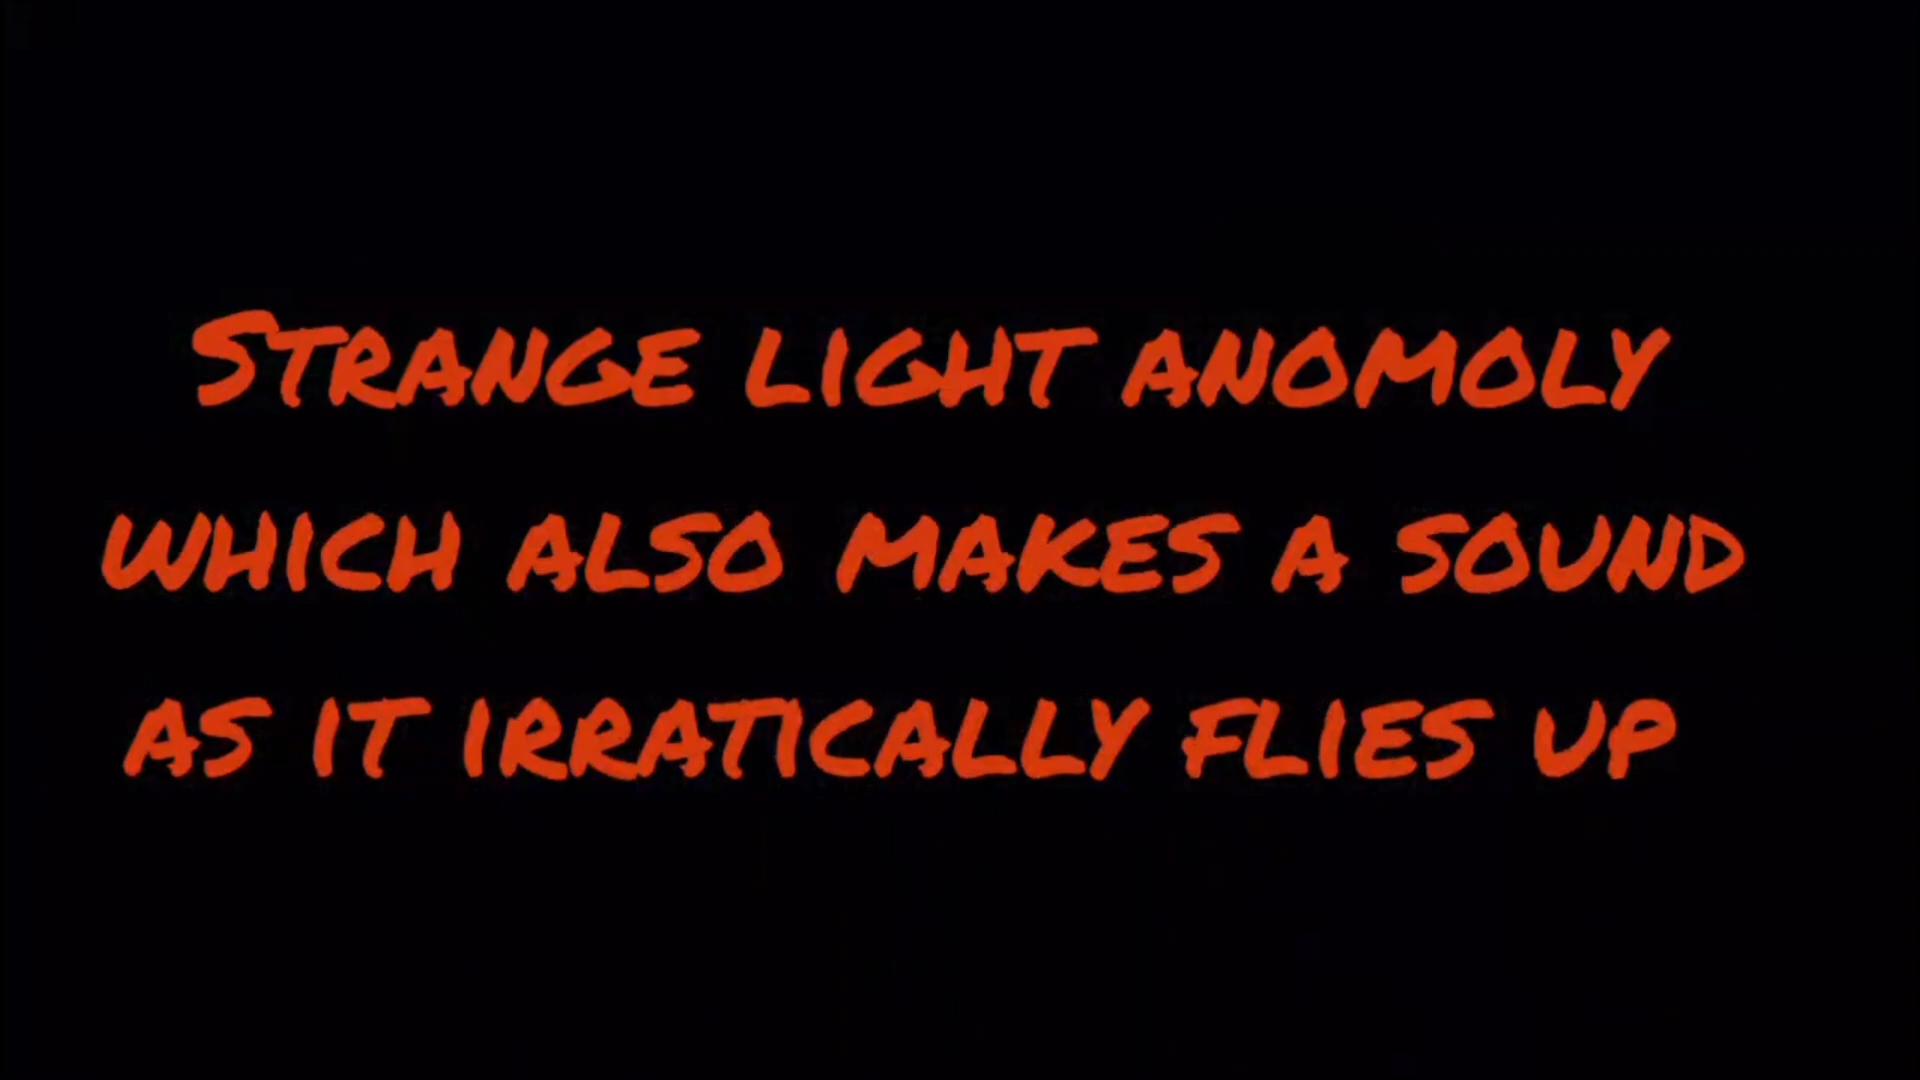 Strange light anomoly
which also makes a sound
as it irratically flies up